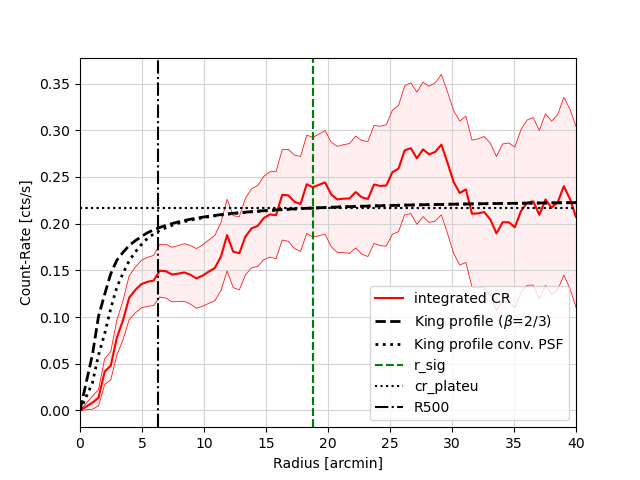 0.35
0.30
0.25
0.20
0.15
0.10
0.05
0.00
Count-Rate [cts/s]
integrated CR
King profile (β=2/3)
King profile conv. PSF
r_sig
cr_plateu
R500
0 5 10 15 20 25 30 35 40
Radius [arcmin]